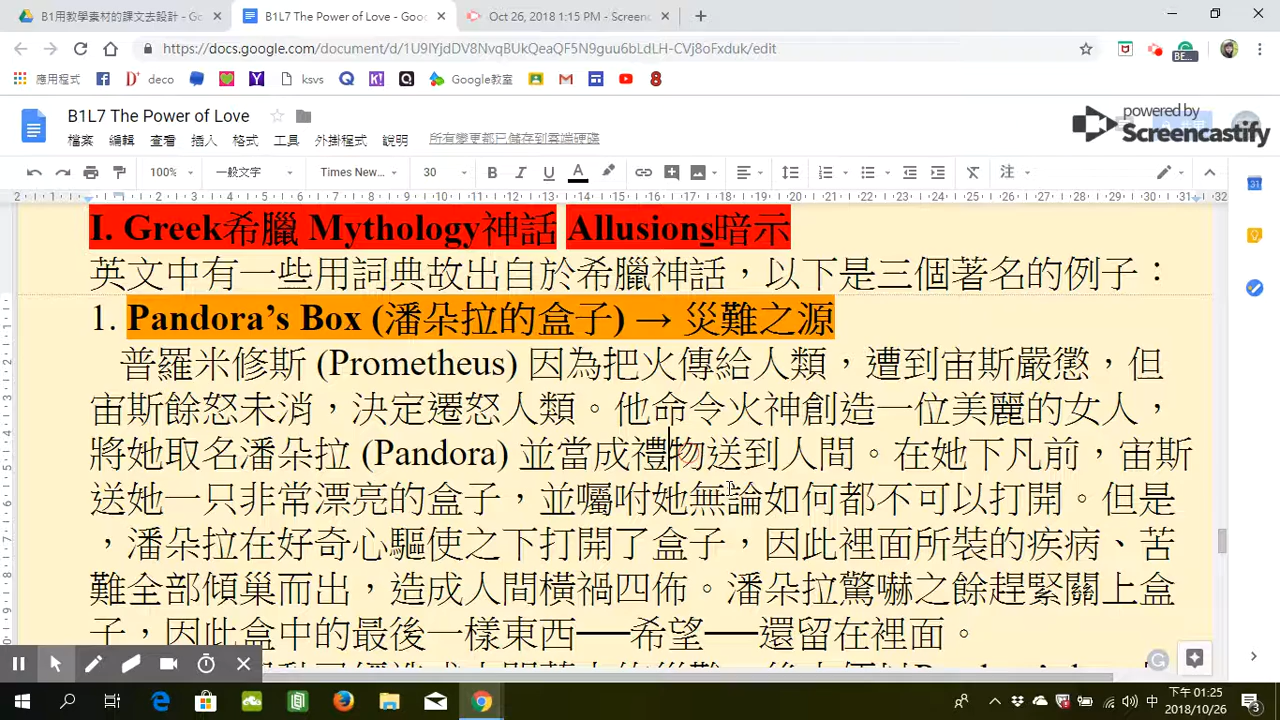 B1用教學素材的課文去設計 - Go
B1L7 The Power of Love - Goog
Oct 26, 2018 1:15 PM - Screenc
https://docs.google.com/document/d/1U9lYjdDV8NvqBUkQeaQF5N9guu6bLdLH-CVj8oFxduk/edit
應用程式
deco
ksvs
Google教室
B1L7 The Power of Love
powered by
Screencastify
檔案 編輯 查看 插入 格式 工具 外掛程式 說明 所有變更都已儲存到雲端硬碟
100% 一般文字 Times New... 30
I. Greek希臘 Mythology神話 Allusions暗示
英文中有一些用詞典故出自於希臘神話，以下是三個著名的例子：
1. Pandora’s Box (潘朵拉的盒子) → 災難之源
普羅米修斯 (Prometheus) 因為把火傳給人類，遭到宙斯嚴懲，但
宙斯餘怒未消，決定遷怒人類。他命令火神創造一位美麗的女人，
將她取名潘朵拉 (Pandora) 並當成禮物送到人間。在她下凡前，宙斯
送她一只非常漂亮的盒子，並囑咐她無論如何都不可以打開。但是
，潘朵拉在好奇心驅使之下打開了盒子，因此裡面所裝的疾病、苦
難全部傾巢而出，造成人間橫禍四佈。潘朵拉驚嚇之餘趕緊關上盒
子，因此盒中的最後一樣東西──希望──還留在裡面。
下午 01:25
2018/10/26